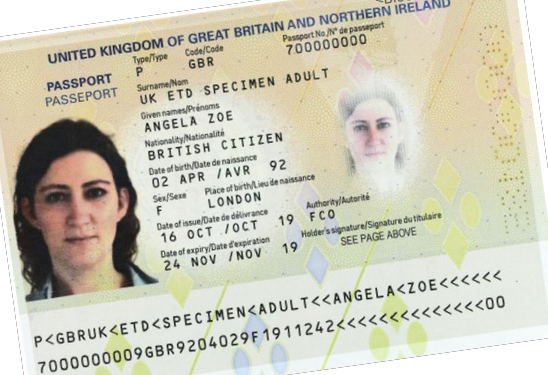 UNITED KINGDOM OF GREAT BRITAIN AND NORTHERN IRELAND
PASSPORT
PASSEPORT
Type/Type Code/Code Passport No./Nº de passeport
P GBR 700000000
Surname/Nom
UK ETD SPECIMEN ADULT
Given names/Prénoms
ANGELA ZOE
Nationality/Nationalité
BRITISH CITIZEN
Date of birth/Date de naissance
02 APR /AVR 92
Sex/Sexe Place of birth/Lieu de naissance
F LONDON
Date of issue/Date de délivrance Authority/Autorité
16 OCT /OCT 19 FCO
Date of expiry/Date d'expiration Holder's signature/Signature du titulaire
24 NOV /NOV 19 SEE PAGE ABOVE
P<GBRUK<ETD<SPECIMEN<ADULT<<ANGELA<ZOE<<<<<<
7000000009GBR9204029F1911242<<<<<<<<<<<<<<00